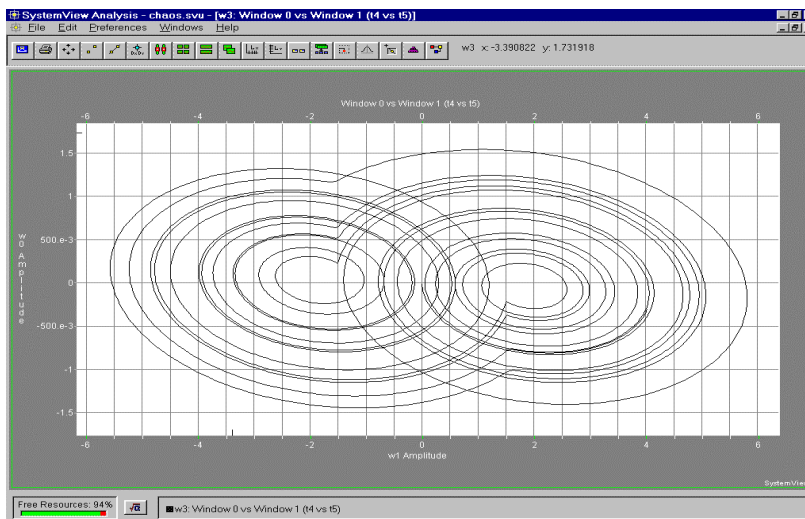 SystemView Analysis - chaos.svu - [w3: Window 0 vs Window 1 (t4 vs t5)]
File Edit Preferences Windows Help
w3 x:-3.390822 y: 1.731918
Window 0 vs Window 1 (t4 vs t5)
-6 -4 -2 0 2 4 6
1.5
1
500.e-3
0
-500.e-3
-1
-1.5
w0 Amplitude
-6 -4 -2 0 2 4 6
w1 Amplitude
SystemView
Free Resources: 94%
√α
w3: Window 0 vs Window 1 (t4 vs t5)